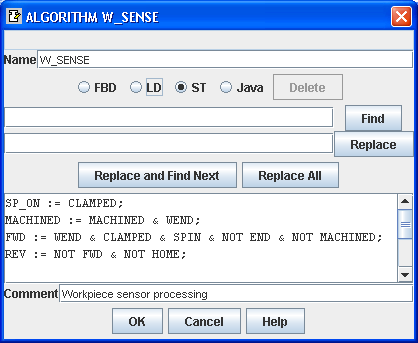 ALGORITHM W_SENSE
Name W_SENSE
FBD LD ST Java Delete
Find
Replace
Replace and Find Next Replace All
SP_ON := CLAMPED;
MACHINED := MACHINED & WEND;
FWD := WEND & CLAMPED & SPIN & NOT END & NOT MACHINED;
REV := NOT FWD & NOT HOME;
Comment Workpiece sensor processing
OK Cancel Help